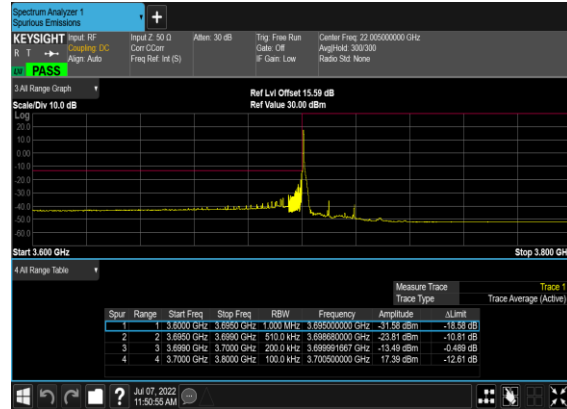 Spectrum Analyzer 1
Spurious Emissions
KEYSIGHT
R T
LXI PASS
Input: RF
Coupling: DC
Align: Auto
Input Z: 50 Ω
Corr CCorr
Freq Ref: Int (S)
Atten: 30 dB
Trig: Free Run
Gate: Off
IF Gain: Low
Center Freq: 22.005000000 GHz
Avg|Hold: 300/300
Radio Std: None
3 All Range Graph
Ref Lvl Offset 15.59 dB
Scale/Div 10.0 dB
Ref Value 30.00 dBm
Log
20.0
10.0
0.00
-10.0
-20.0
-30.0
-40.0
-50.0
-60.0
Start 3.600 GHz
Stop 3.800 GH
4 All Range Table
Measure Trace Trace 1
Trace Type Trace Average (Active)
Spur Range Start Freq Stop Freq RBW Frequency Amplitude ΔLimit
1 1 3.6000 GHz 3.6950 GHz 1.000 MHz 3.695000000 GHz -31.58 dBm -18.58 dB
2 2 3.6950 GHz 3.6990 GHz 510.0 kHz 3.698680000 GHz -23.81 dBm -10.81 dB
3 3 3.6990 GHz 3.7000 GHz 200.0 kHz 3.699991667 GHz -13.49 dBm -0.489 dB
4 4 3.7000 GHz 3.8000 GHz 100.0 kHz 3.700500000 GHz 17.39 dBm -12.61 dB
?
Jul 07, 2022
11:50:55 AM